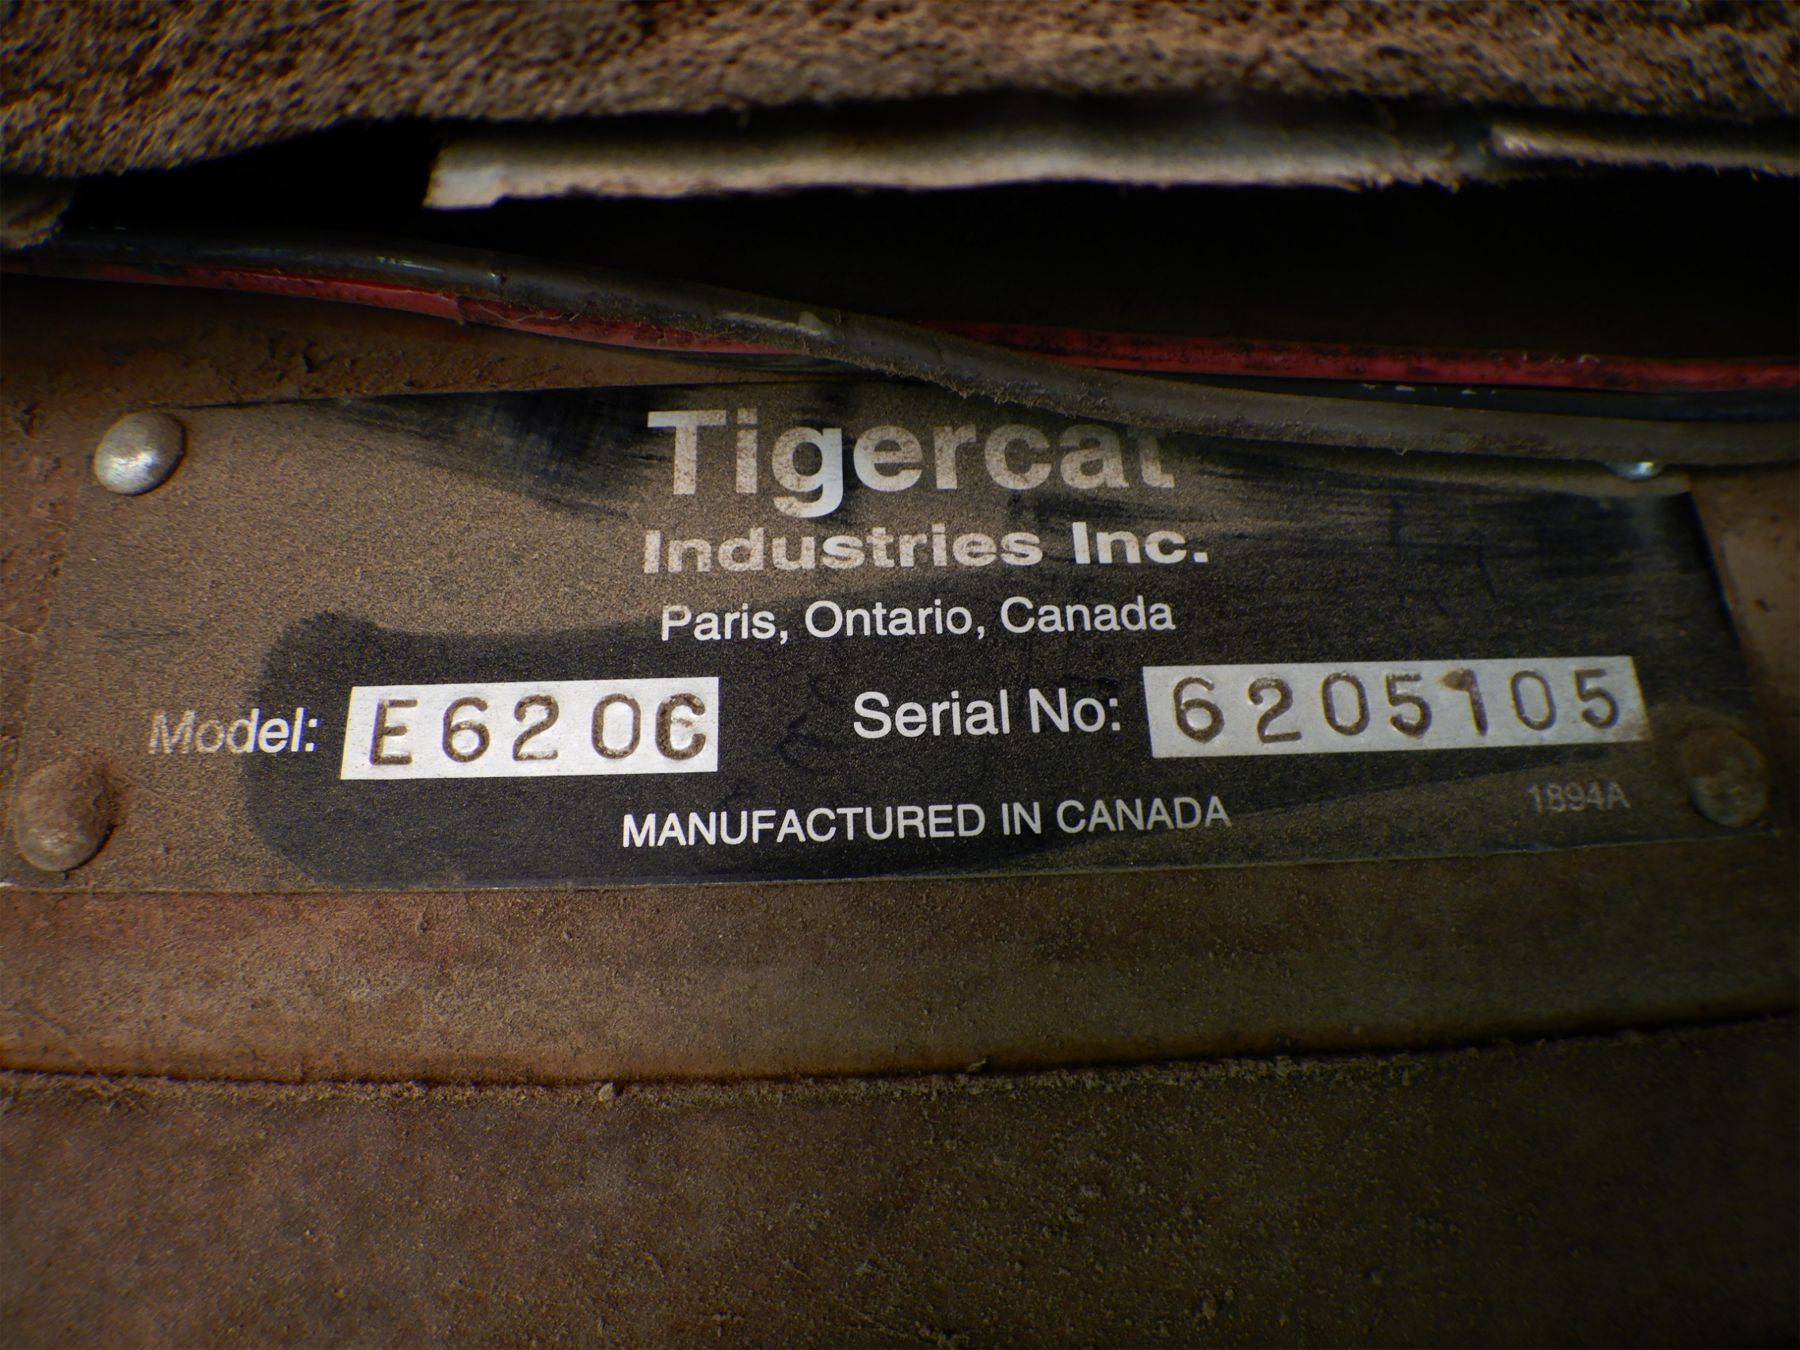 Tigercat
Industries Inc.
Paris, Ontario, Canada
Model: E620C Serial No: 6205105
1894A
MANUFACTURED IN CANADA